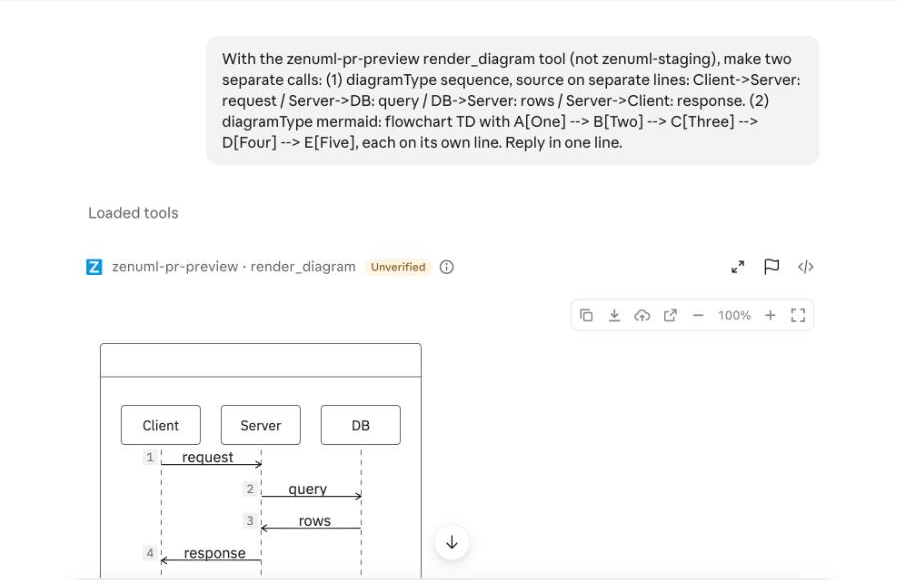 With the zenuml-pr-preview render_diagram tool (not zenuml-staging), make two
separate calls: (1) diagramType sequence, source on separate lines: Client->Server:
request / Server->DB: query / DB->Server: rows / Server->Client: response. (2)
diagramType mermaid: flowchart TD with A[One] --> B[Two] --> C[Three] -->
D[Four] --> E[Five], each on its own line. Reply in one line.
Loaded tools
Z zenuml-pr-preview · render_diagram Unverified
100%
Client Server DB
1 request
2 query
3 rows
4 response